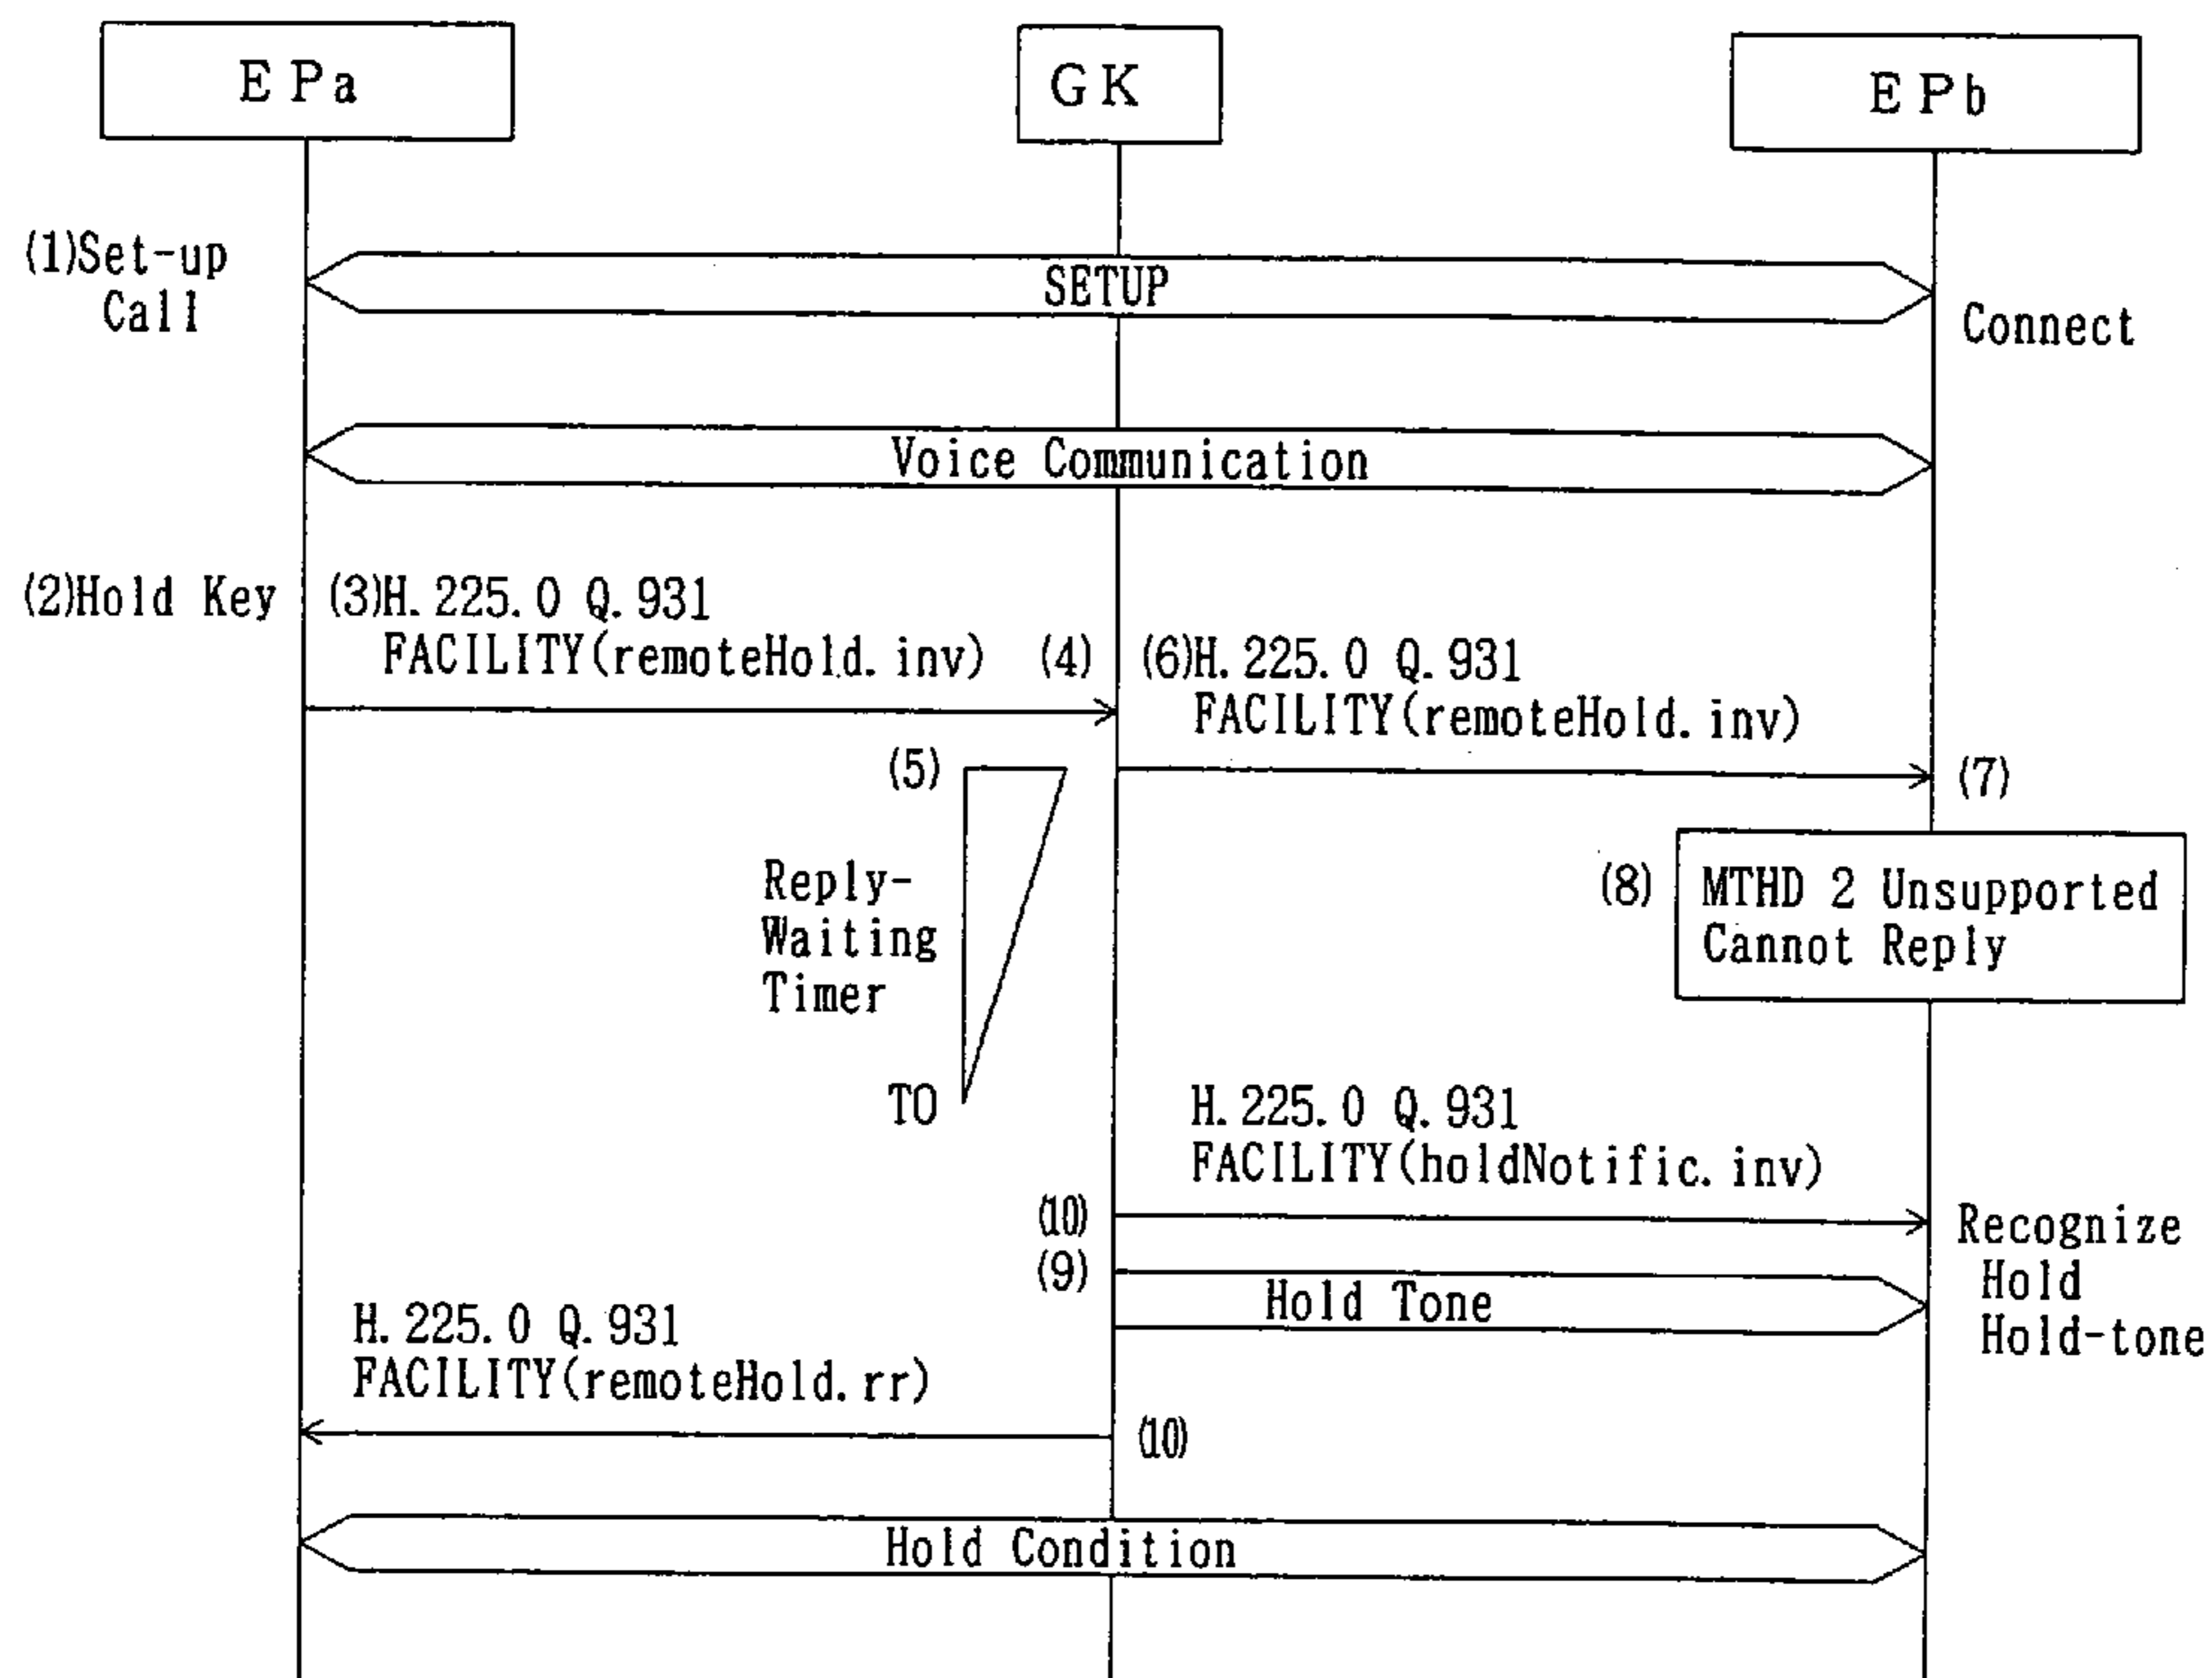 EPa
GK
EPb
(1)Set-up
Call
SETUP
Connect
Voice Communication
(2)Hold Key
(3)H.225.0 Q.931
FACILITY(remoteHold.inv)
(4)
(6)H.225.0 Q.931
FACILITY(remoteHold.inv)
(5)
(7)
Reply-
Waiting
Timer
TO
(8)
MTHD 2 Unsupported
Cannot Reply
H.225.0 Q.931
FACILITY(holdNotific.inv)
(10)
(9)
Hold Tone
Recognize
Hold
Hold-tone
H.225.0 Q.931
FACILITY(remoteHold.rr)
(10)
Hold Condition